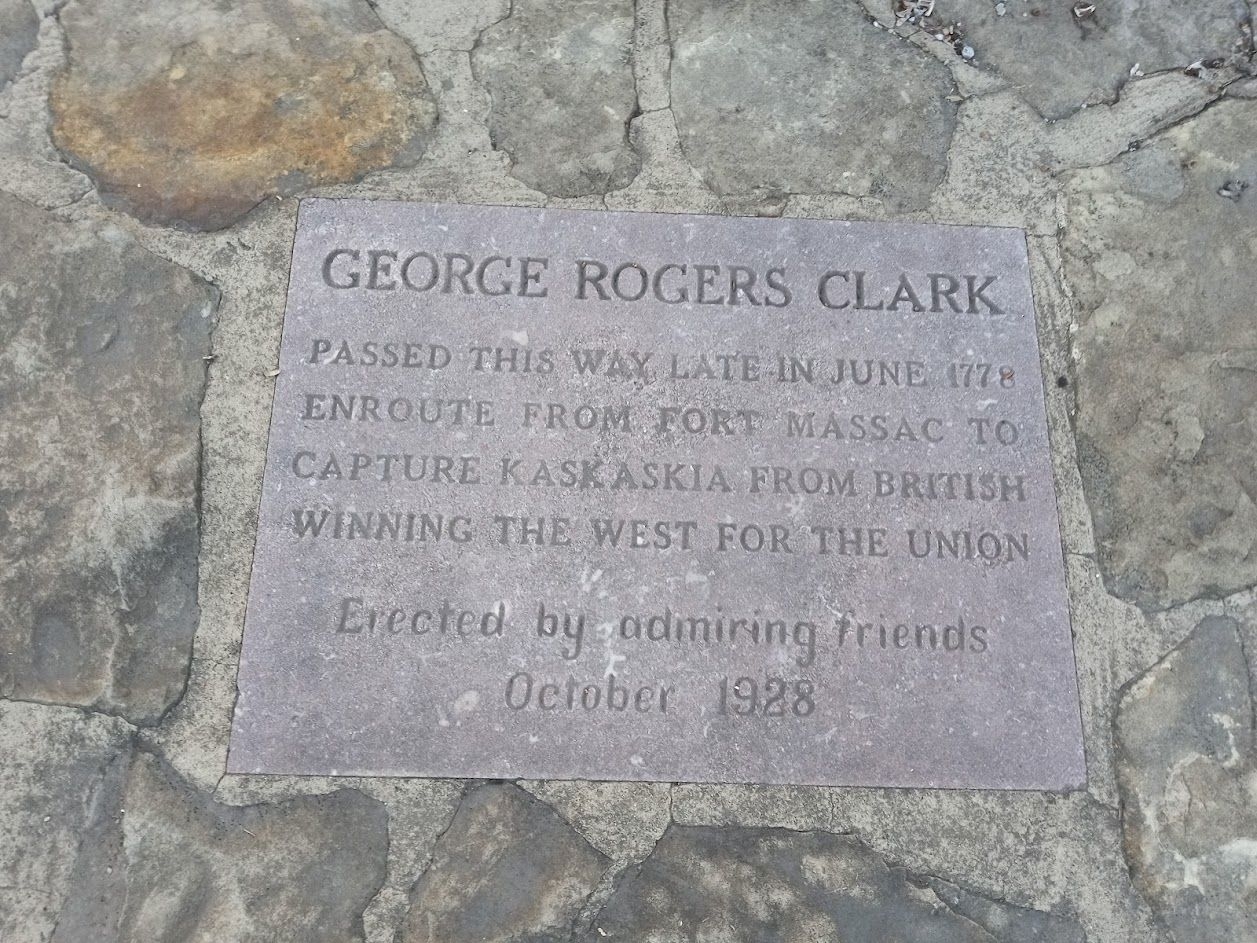 GEORGE ROGERS CLARK
PASSED THIS WAY LATE IN JUNE 1778
ENROUTE FROM FORT MASSAC TO
CAPTURE KASKASKIA FROM BRITISH
WINNING THE WEST FOR THE UNION
Erected by admiring friends
October 1928